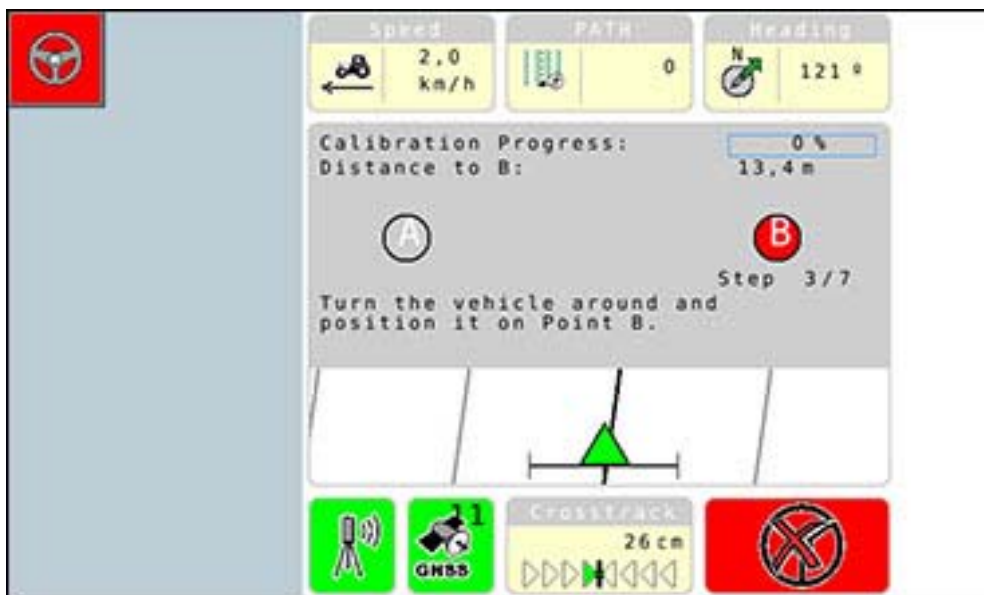 Speed
PATH
Heading
2,0
km/h
0
N
121 °
Calibration Progress: 0 %
Distance to B: 13,4 m
A
B
Step 3/7
Turn the vehicle around and
position it on Point B.
11
GNSS
Crosstrack
26 cm